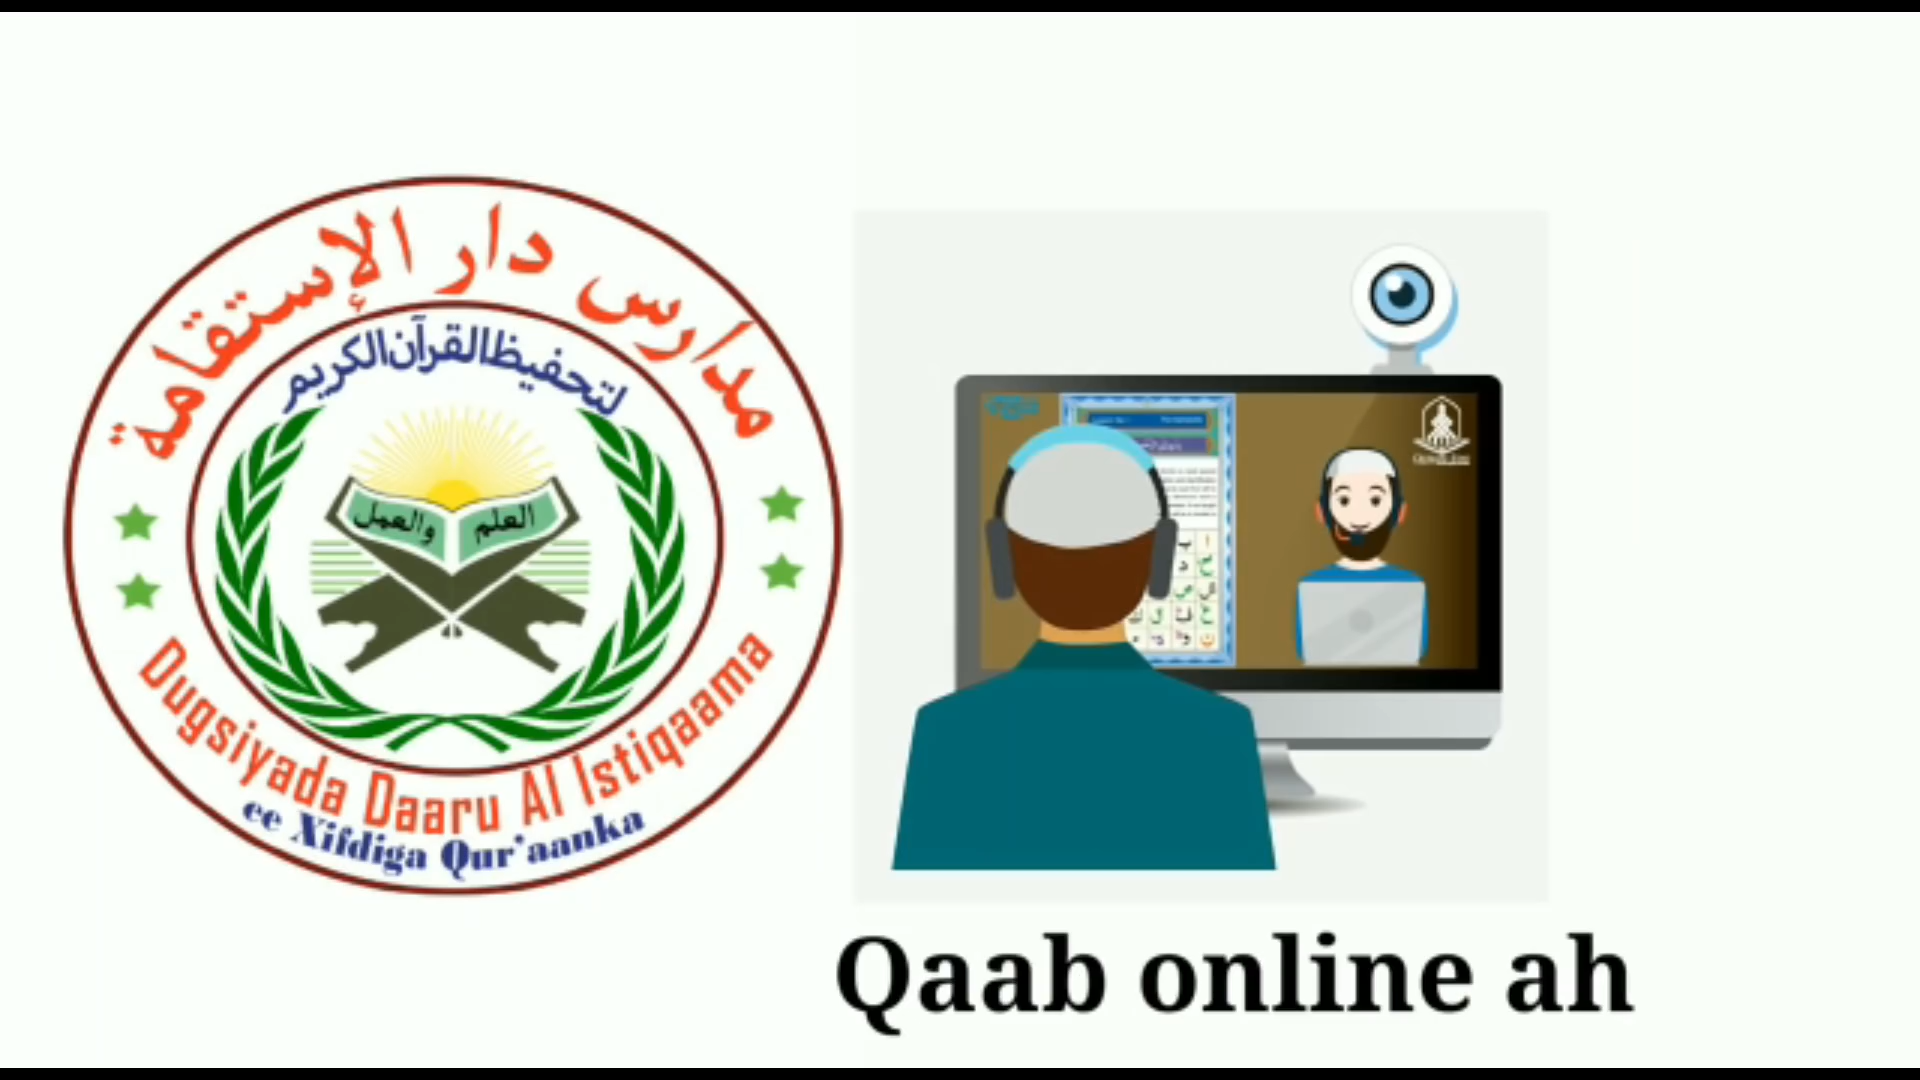 مدارس دار الإستقامة
لتحفيظ القرآن الكريم
العلم والعمل
Dugsiyada Daaru Al Istiqaama
ee Xifdiga Qur'aanka
Qaab online ah